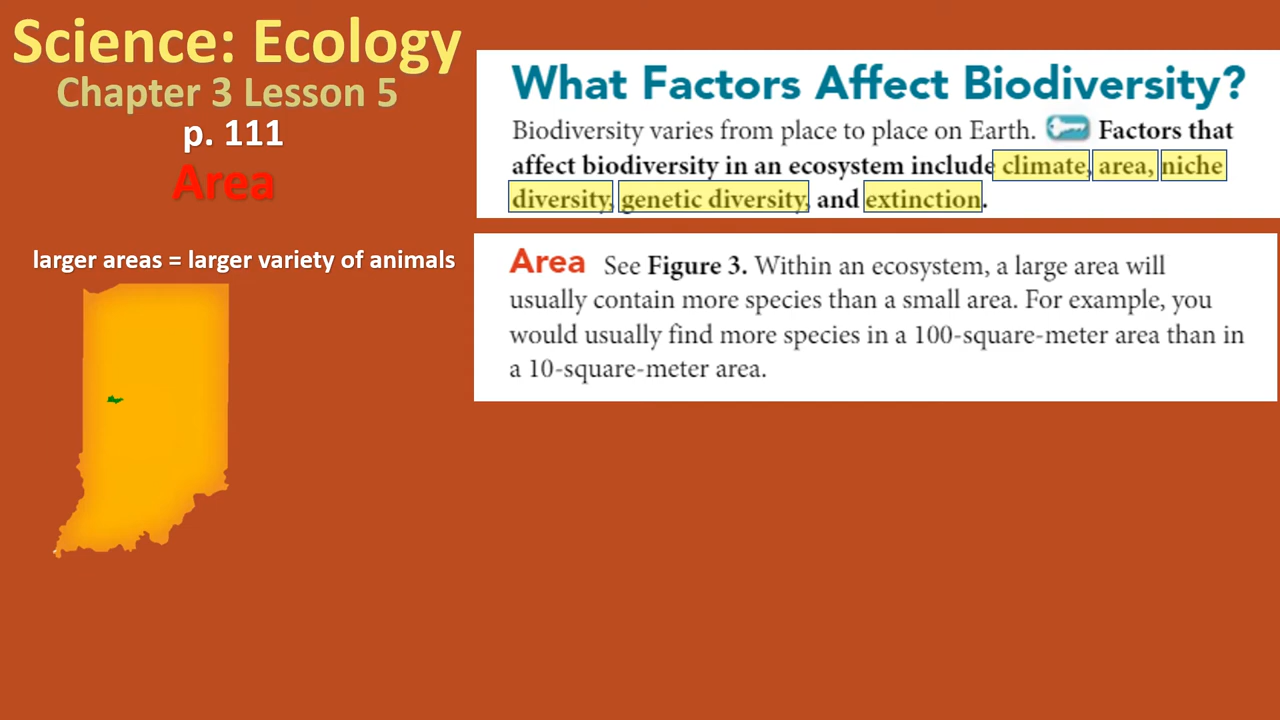 Science: Ecology
Chapter 3 Lesson 5
p. 111
Area
larger areas = larger variety of animals
What Factors Affect Biodiversity?
Biodiversity varies from place to place on Earth. Factors that
affect biodiversity in an ecosystem include climate, area, niche
diversity, genetic diversity, and extinction.
Area See Figure 3. Within an ecosystem, a large area will
usually contain more species than a small area. For example, you
would usually find more species in a 100-square-meter area than in
a 10-square-meter area.